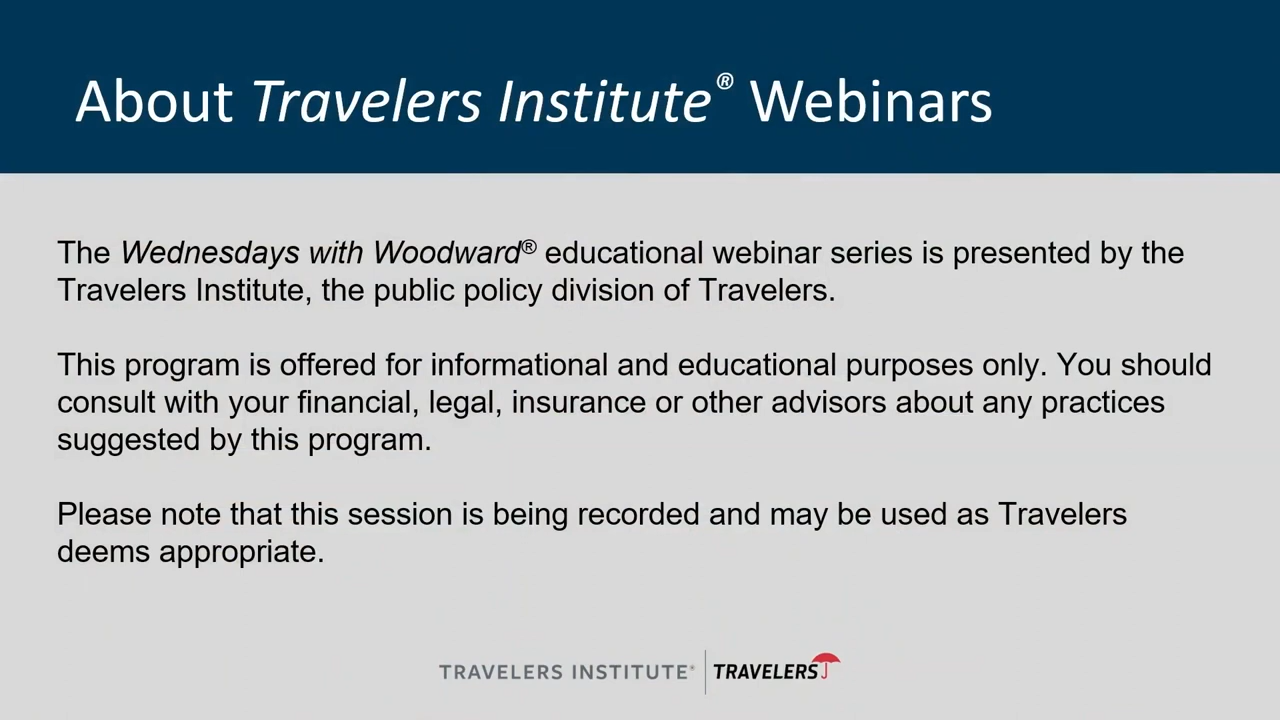 About Travelers Institute® Webinars
The Wednesdays with Woodward® educational webinar series is presented by the
Travelers Institute, the public policy division of Travelers.
This program is offered for informational and educational purposes only. You should
consult with your financial, legal, insurance or other advisors about any practices
suggested by this program.
Please note that this session is being recorded and may be used as Travelers
deems appropriate.
TRAVELERS INSTITUTE® TRAVELERS